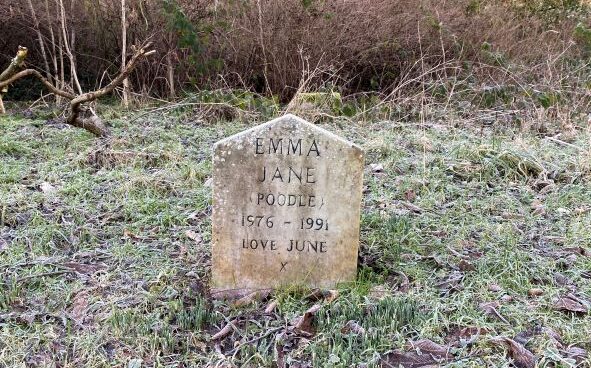 EMMA
JANE
(POODLE)
1976 - 1991
LOVE JUNE
X